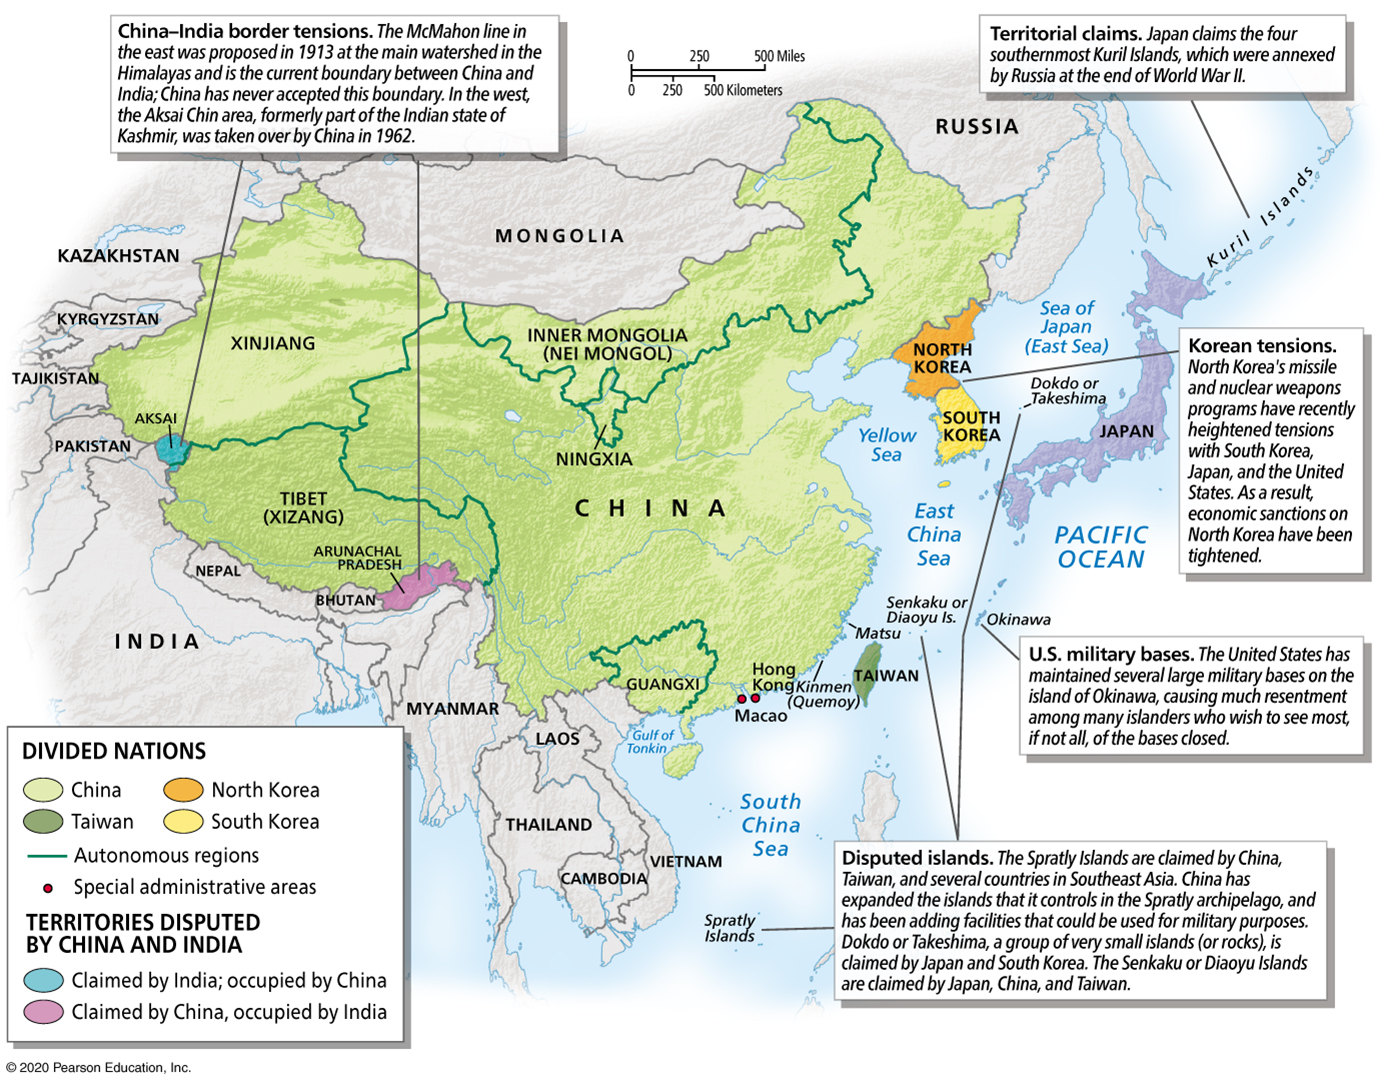 China–India border tensions. The McMahon line in
the east was proposed in 1913 at the main watershed in the
Himalayas and is the current boundary between China and
India; China has never accepted this boundary. In the west,
the Aksai Chin area, formerly part of the Indian state of
Kashmir, was taken over by China in 1962.
0 250 500 Miles
0 250 500 Kilometers
Territorial claims. Japan claims the four
southernmost Kuril Islands, which were annexed
by Russia at the end of World War II.
RUSSIA
Kuril Islands
MONGOLIA
KAZAKHSTAN
KYRGYZSTAN
TAJIKISTAN
PAKISTAN
AKSAI
XINJIANG
INNER MONGOLIA
(NEI MONGOL)
NINGXIA
TIBET
(XIZANG)
CHINA
ARUNACHAL
PRADESH
NEPAL
BHUTAN
INDIA
MYANMAR
LAOS
THAILAND
CAMBODIA
VIETNAM
GUANGXI
Gulf of
Tonkin
Hong
Kong
Macao
Kinmen
(Quemoy)
Matsu
TAIWAN
NORTH
KOREA
SOUTH
KOREA
JAPAN
Sea of
Japan
(East Sea)
Dokdo or
Takeshima
Yellow
Sea
East
China
Sea
PACIFIC
OCEAN
Senkaku or
Diaoyu Is.
Okinawa
South
China
Sea
Spratly
Islands
Korean tensions.
North Korea's missile
and nuclear weapons
programs have recently
heightened tensions
with South Korea,
Japan, and the United
States. As a result,
economic sanctions on
North Korea have been
tightened.
U.S. military bases. The United States has
maintained several large military bases on the
island of Okinawa, causing much resentment
among many islanders who wish to see most,
if not all, of the bases closed.
Disputed islands. The Spratly Islands are claimed by China,
Taiwan, and several countries in Southeast Asia. China has
expanded the islands that it controls in the Spratly archipelago, and
has been adding facilities that could be used for military purposes.
Dokdo or Takeshima, a group of very small islands (or rocks), is
claimed by Japan and South Korea. The Senkaku or Diaoyu Islands
are claimed by Japan, China, and Taiwan.
DIVIDED NATIONS
China North Korea
Taiwan South Korea
Autonomous regions
Special administrative areas
TERRITORIES DISPUTED
BY CHINA AND INDIA
Claimed by India; occupied by China
Claimed by China, occupied by India
© 2020 Pearson Education, Inc.